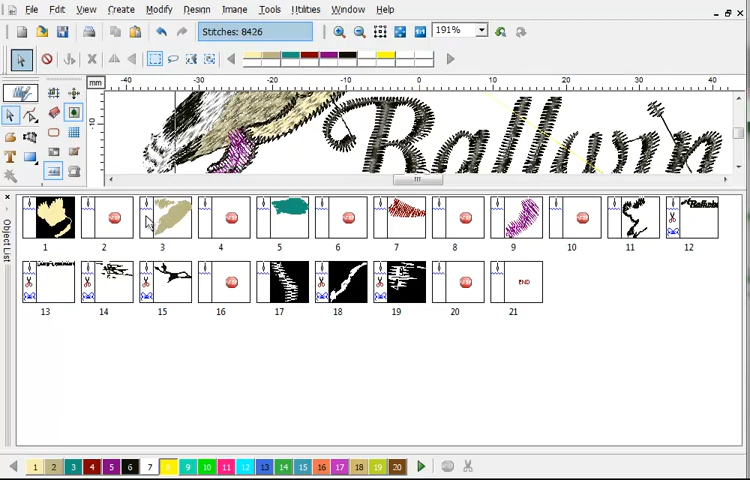 File Edit View Create Modify Design Image Tools Utilities Window Help
Stitches: 8426 191%
mm -40 -30 -20 -10 0 10 20 30 40
-10
Ballyunn
Object List
1 2 3 4 5 6 7 8 9 10 11 12
END
13 14 15 16 17 18 19 20 21
1 2 3 4 5 6 7 8 9 10 11 12 13 14 15 16 17 18 19 20